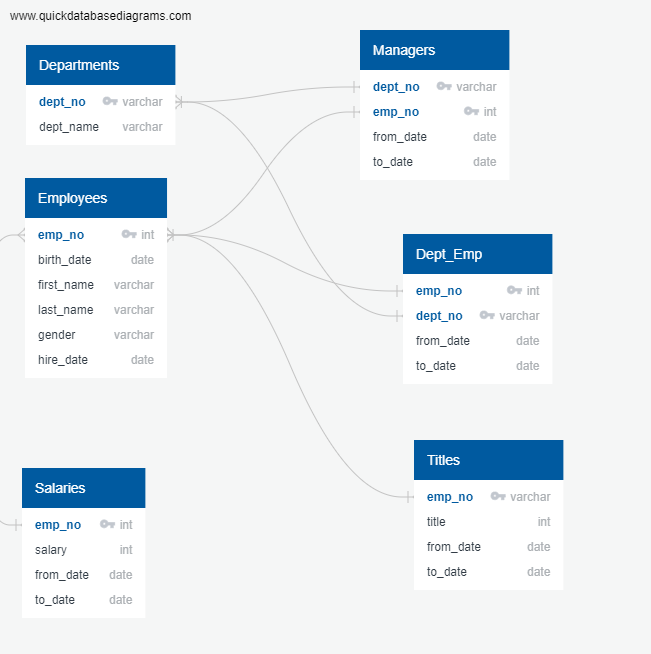 www.quickdatabasediagrams.com
Departments
dept_no varchar
dept_name varchar
Managers
dept_no varchar
emp_no int
from_date date
to_date date
Employees
emp_no int
birth_date date
first_name varchar
last_name varchar
gender varchar
hire_date date
Dept_Emp
emp_no int
dept_no varchar
from_date date
to_date date
Salaries
emp_no int
salary int
from_date date
to_date date
Titles
emp_no varchar
title int
from_date date
to_date date